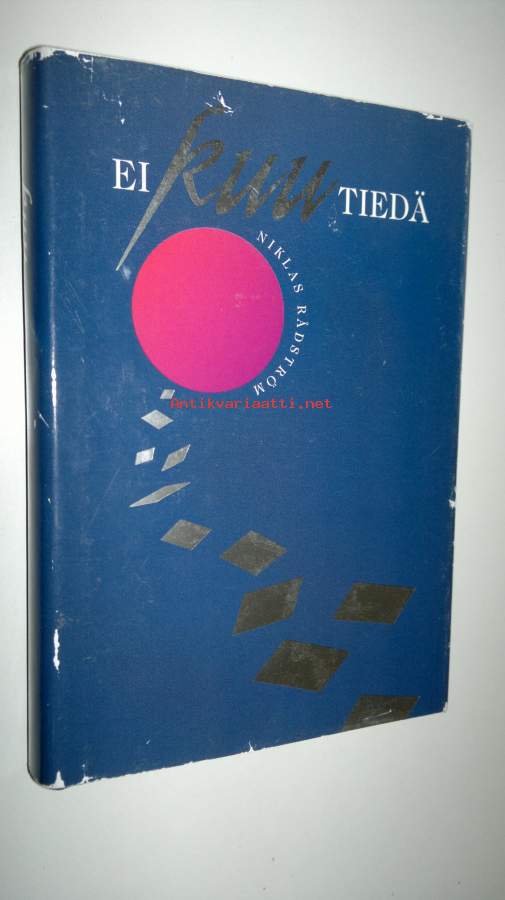 EI kuu TIEDÄ
NIKLAS RÅDSTRÖM
Antikvariaatti.net